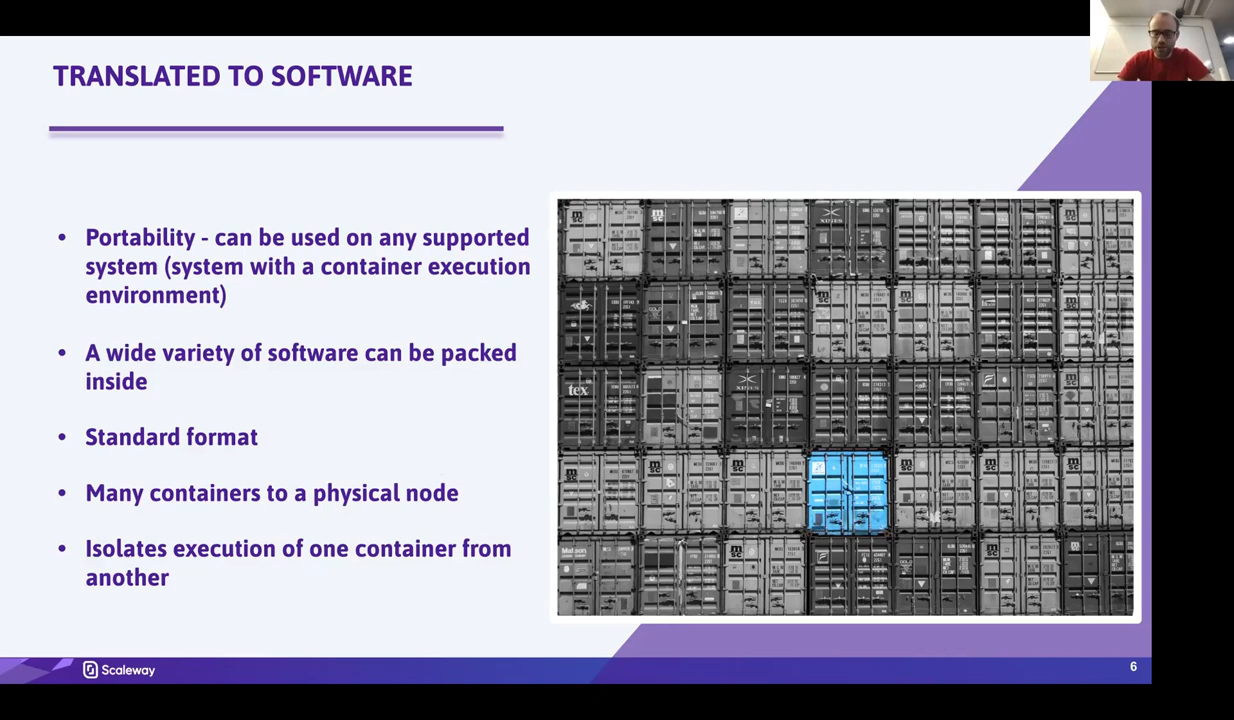 TRANSLATED TO SOFTWARE
• Portability - can be used on any supported
system (system with a container execution
environment)
• A wide variety of software can be packed
inside
• Standard format
• Many containers to a physical node
• Isolates execution of one container from
another
tex
Scaleway
6